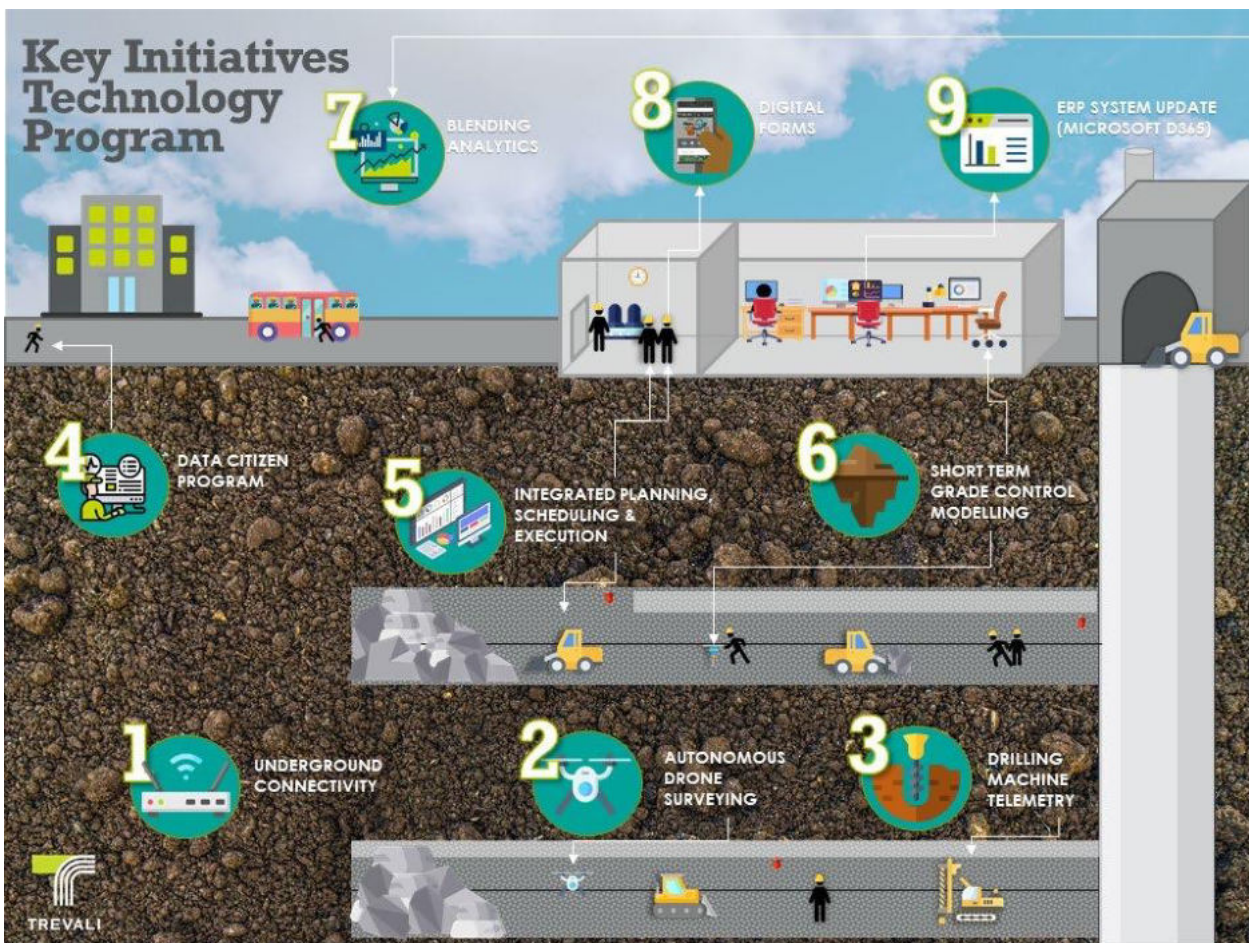 Key Initiatives
Technology
Program
7
BLENDING
ANALYTICS
8
DIGITAL
FORMS
9
ERP SYSTEM UPDATE
(MICROSOFT D365)
4
DATA CITIZEN
PROGRAM
5
INTEGRATED PLANNING,
SCHEDULING &
EXECUTION
6
SHORT TERM
GRADE CONTROL
MODELLING
1
UNDERGROUND
CONNECTIVITY
2
AUTONOMOUS
DRONE
SURVEYING
3
DRILLING
MACHINE
TELEMETRY
TREVALI